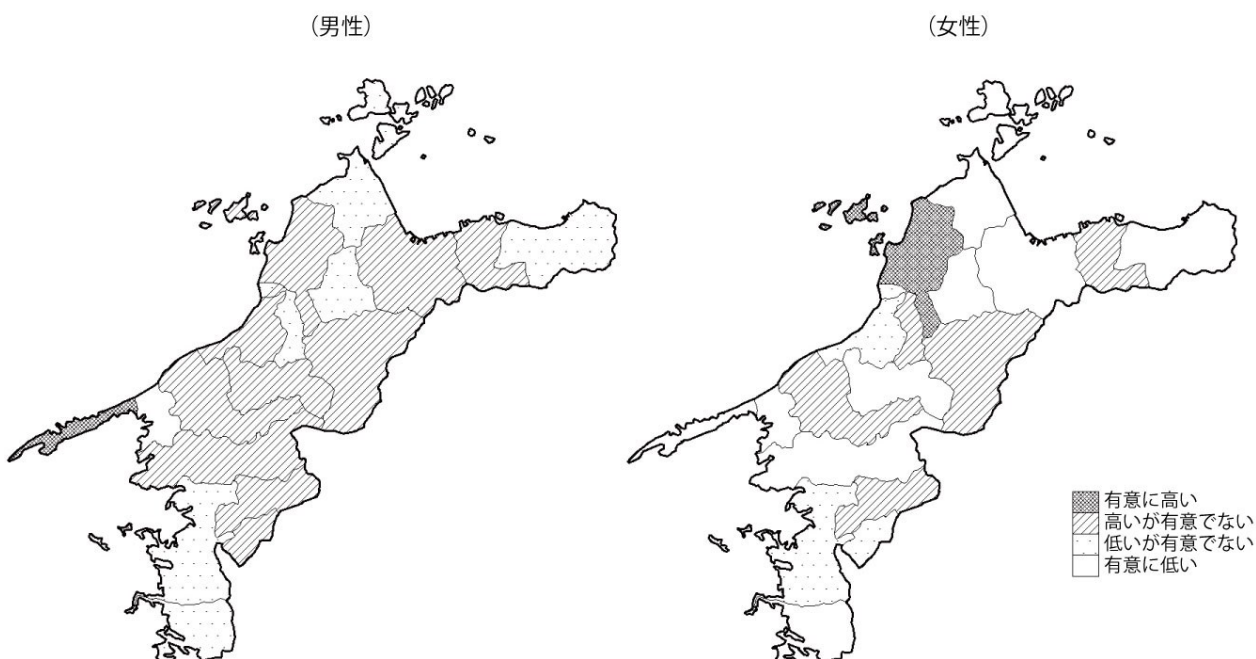 (男性)
(女性)
有意に高い
高いが有意でない
低いが有意でない
有意に低い